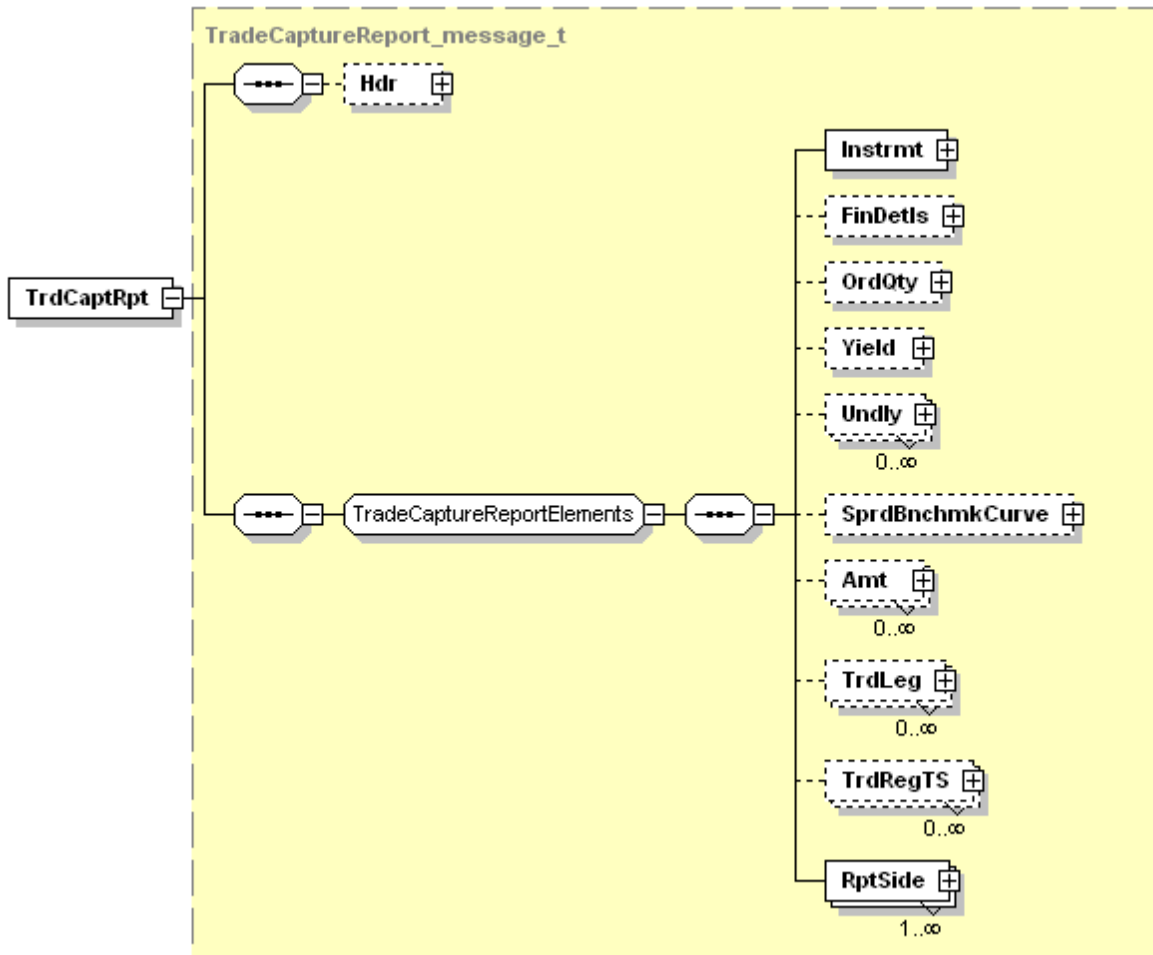 TradeCaptureReport_message_t
Hdr
Instrmt
FinDetls
OrdQty
TrdCaptRpt
Yield
Undly
0..∞
TradeCaptureReportElements
SprdBnchmkCurve
Amt
0..∞
TrdLeg
0..∞
TrdRegTS
0..∞
RptSide
1..∞